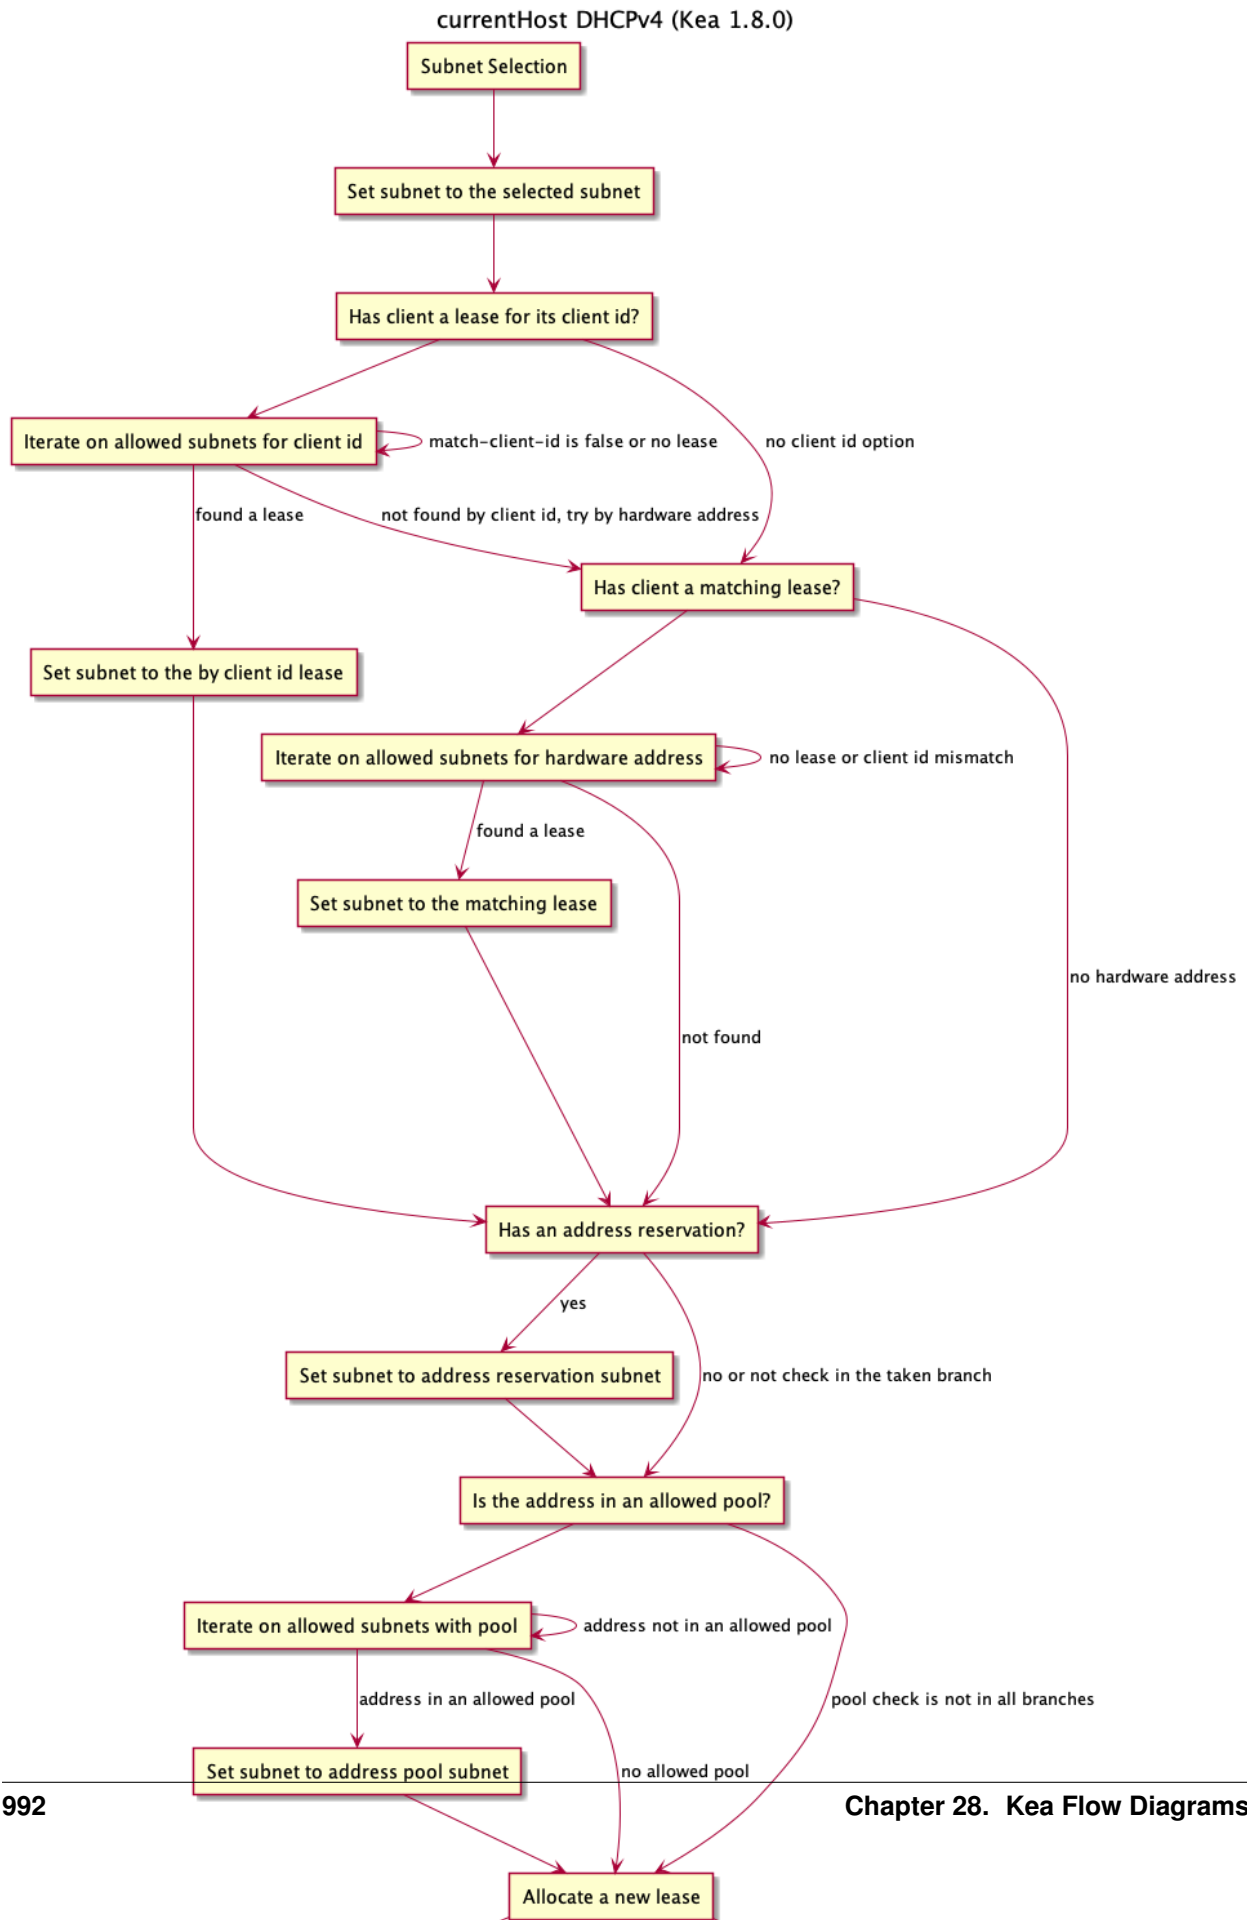 currentHost DHCPv4 (Kea 1.8.0)
Subnet Selection
Set subnet to the selected subnet
Has client a lease for its client id?
Iterate on allowed subnets for client id
match-client-id is false or no lease
no client id option
found a lease
not found by client id, try by hardware address
Has client a matching lease?
Set subnet to the by client id lease
Iterate on allowed subnets for hardware address
no lease or client id mismatch
found a lease
Set subnet to the matching lease
no hardware address
not found
Has an address reservation?
yes
Set subnet to address reservation subnet
no or not check in the taken branch
Is the address in an allowed pool?
Iterate on allowed subnets with pool
address not in an allowed pool
address in an allowed pool
pool check is not in all branches
Set subnet to address pool subnet
no allowed pool
992
Chapter 28. Kea Flow Diagrams
Allocate a new lease